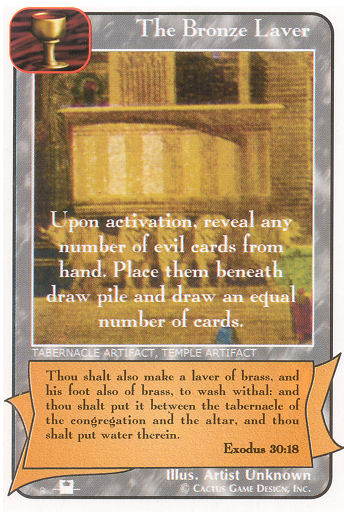 The Bronze Laver
Upon activation, reveal any
number of evil cards from
hand. Place them beneath
draw pile and draw an equal
number of cards.
TABERNACLE ARTIFACT, TEMPLE ARTIFACT
Thou shalt also make a laver of brass, and
his foot also of brass, to wash withal: and
thou shalt put it between the tabernacle of
the congregation and the altar, and thou
shalt put water therein.
Exodus 30:18
Illus. Artist Unknown
© Cactus Game Design, Inc.